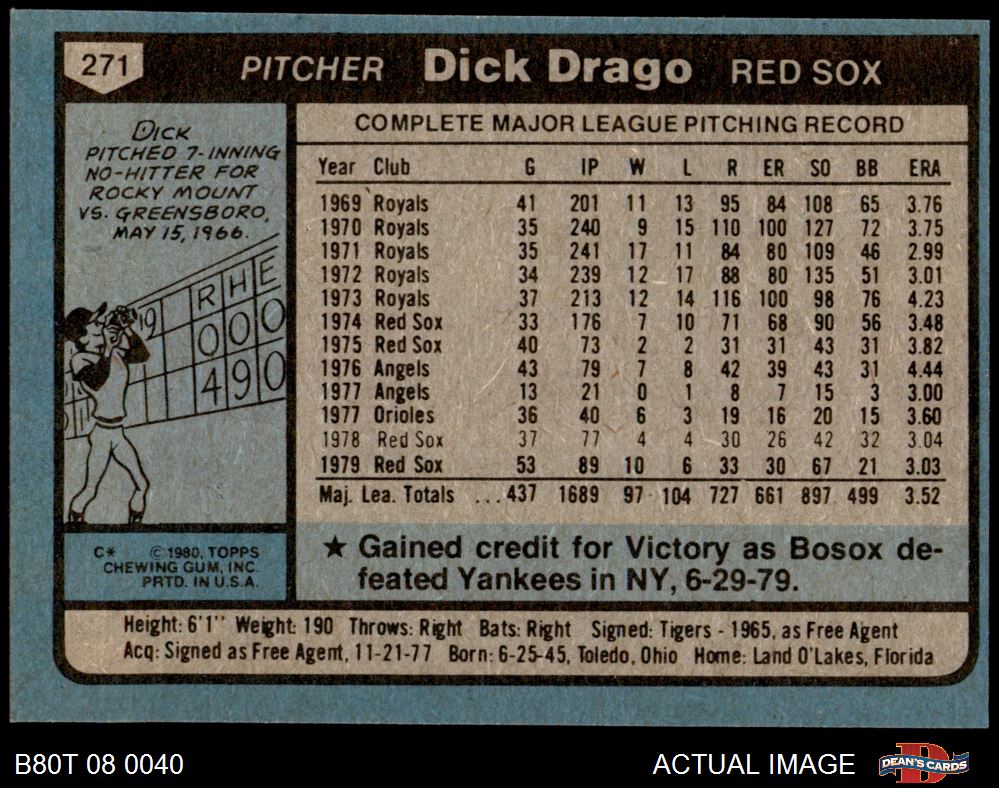 271 PITCHER Dick Drago RED SOX
DICK
PITCHED 7-INNING
NO-HITTER FOR
ROCKY MOUNT
VS. GREENSBORO,
MAY 15, 1966.
R H E
19 0 0 0
4 9 0
C* © 1980, TOPPS
CHEWING GUM, INC.
PRTD. IN U.S.A.
COMPLETE MAJOR LEAGUE PITCHING RECORD
Year Club G IP W L R ER SO BB ERA
1969 Royals 41 201 11 13 95 84 108 65 3.76
1970 Royals 35 240 9 15 110 100 127 72 3.75
1971 Royals 35 241 17 11 84 80 109 46 2.99
1972 Royals 34 239 12 17 88 80 135 51 3.01
1973 Royals 37 213 12 14 116 100 98 76 4.23
1974 Red Sox 33 176 7 10 71 68 90 56 3.48
1975 Red Sox 40 73 2 2 31 31 43 31 3.82
1976 Angels 43 79 7 8 42 39 43 31 4.44
1977 Angels 13 21 0 1 8 7 15 3 3.00
1977 Orioles 36 40 6 3 19 16 20 15 3.60
1978 Red Sox 37 77 4 4 30 26 42 32 3.04
1979 Red Sox 53 89 10 6 33 30 67 21 3.03
Maj. Lea. Totals ...437 1689 97 104 727 661 897 499 3.52
★ Gained credit for Victory as Bosox de-
feated Yankees in NY, 6-29-79.
Height: 6'1" Weight: 190 Throws: Right Bats: Right Signed: Tigers - 1965, as Free Agent
Acq: Signed as Free Agent, 11-21-77 Born: 6-25-45, Toledo, Ohio Home: Land O'Lakes, Florida
B80T 08 0040 ACTUAL IMAGE DEAN'S CARDS